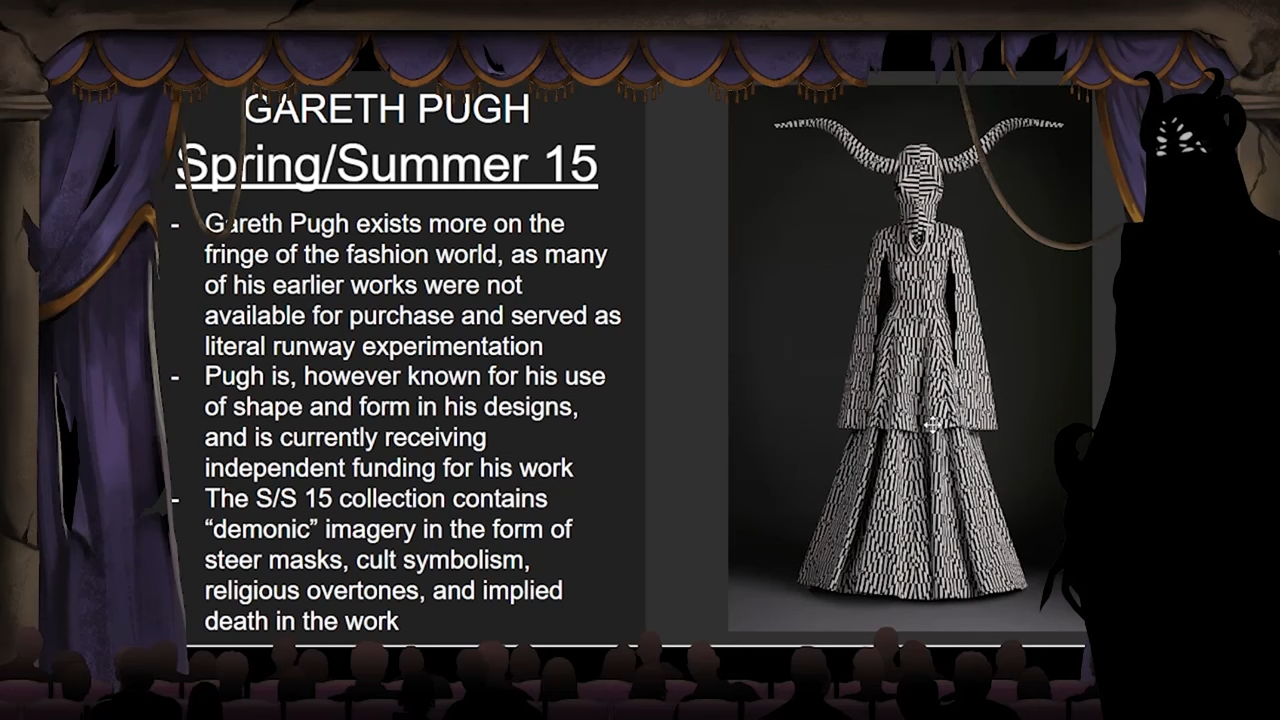 GARETH PUGH
Spring/Summer 15
- Gareth Pugh exists more on the
fringe of the fashion world, as many
of his earlier works were not
available for purchase and served as
literal runway experimentation
- Pugh is, however known for his use
of shape and form in his designs,
and is currently receiving
independent funding for his work
- The S/S 15 collection contains
“demonic” imagery in the form of
steer masks, cult symbolism,
religious overtones, and implied
death in the work